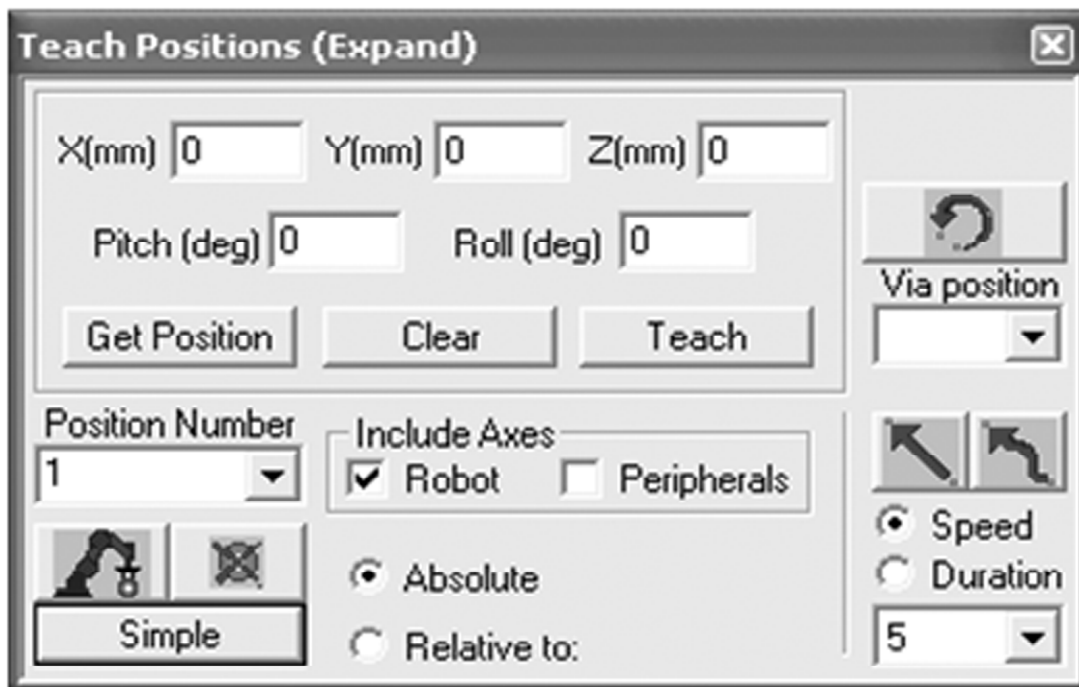 Teach Positions (Expand)
X(mm) 0 Y(mm) 0 Z(mm) 0
Pitch (deg) 0 Roll (deg) 0
Via position
Get Position Clear Teach
Position Number
1
Include Axes
Robot Peripherals
Speed
Absolute
Duration
Simple
Relative to:
5